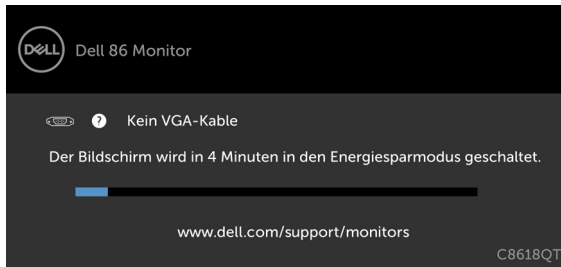 DELL
Dell 86 Monitor
? Kein VGA-Kable
Der Bildschirm wird in 4 Minuten in den Energiesparmodus geschaltet.
www.dell.com/support/monitors
C8618QT